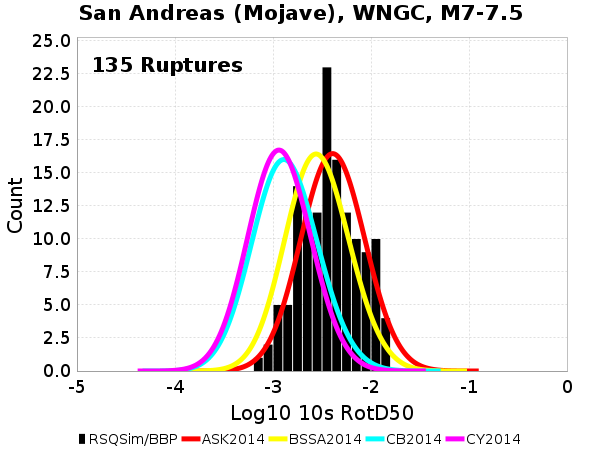 San Andreas (Mojave), WNGC, M7-7.5
135 Ruptures
25.0
22.5
20.0
17.5
15.0
12.5
10.0
7.5
5.0
2.5
0.0
Count
-5 -4 -3 -2 -1 0
Log10 10s RotD50
RSQSim/BBP ASK2014 BSSA2014 CB2014 CY2014